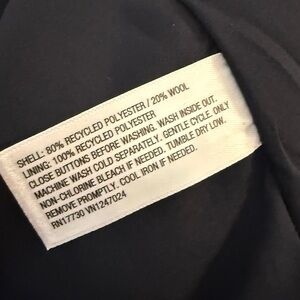 SHELL: 80% RECYCLED POLYESTER / 20% WOOL
LINING: 100% RECYCLED POLYESTER
CLOSE BUTTONS BEFORE WASHING. WASH INSIDE OUT.
MACHINE WASH COLD SEPARATELY. GENTLE CYCLE. ONLY
NON-CHLORINE BLEACH IF NEEDED. TUMBLE DRY LOW.
REMOVE PROMPTLY. COOL IRON IF NEEDED.
RN17730 VN1247024